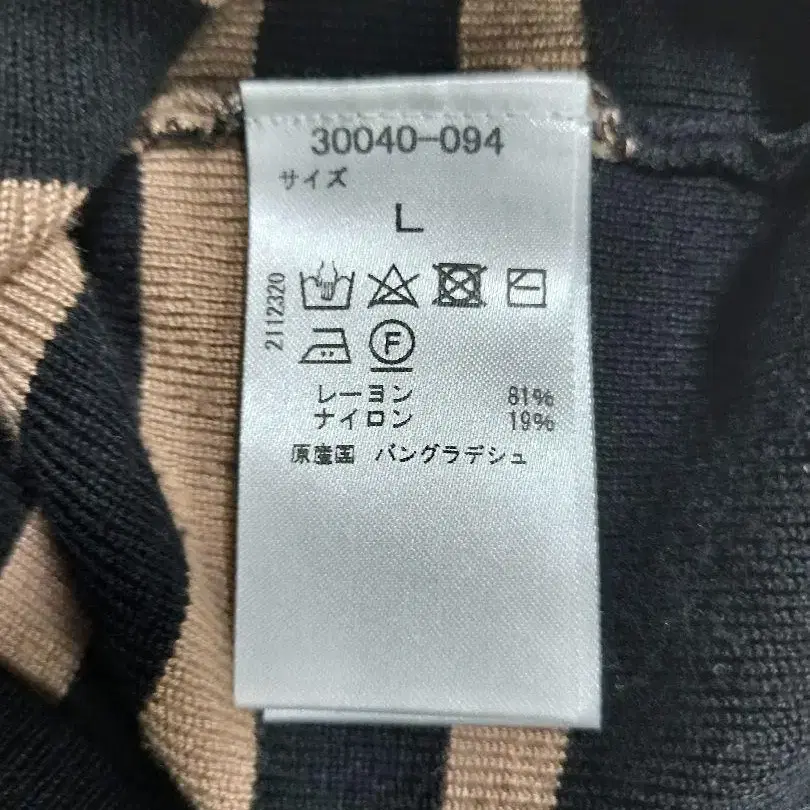 30040-094
サイズ
L
2112320
F
レーヨン 81%
ナイロン 19%
原産国 バングラデシュ